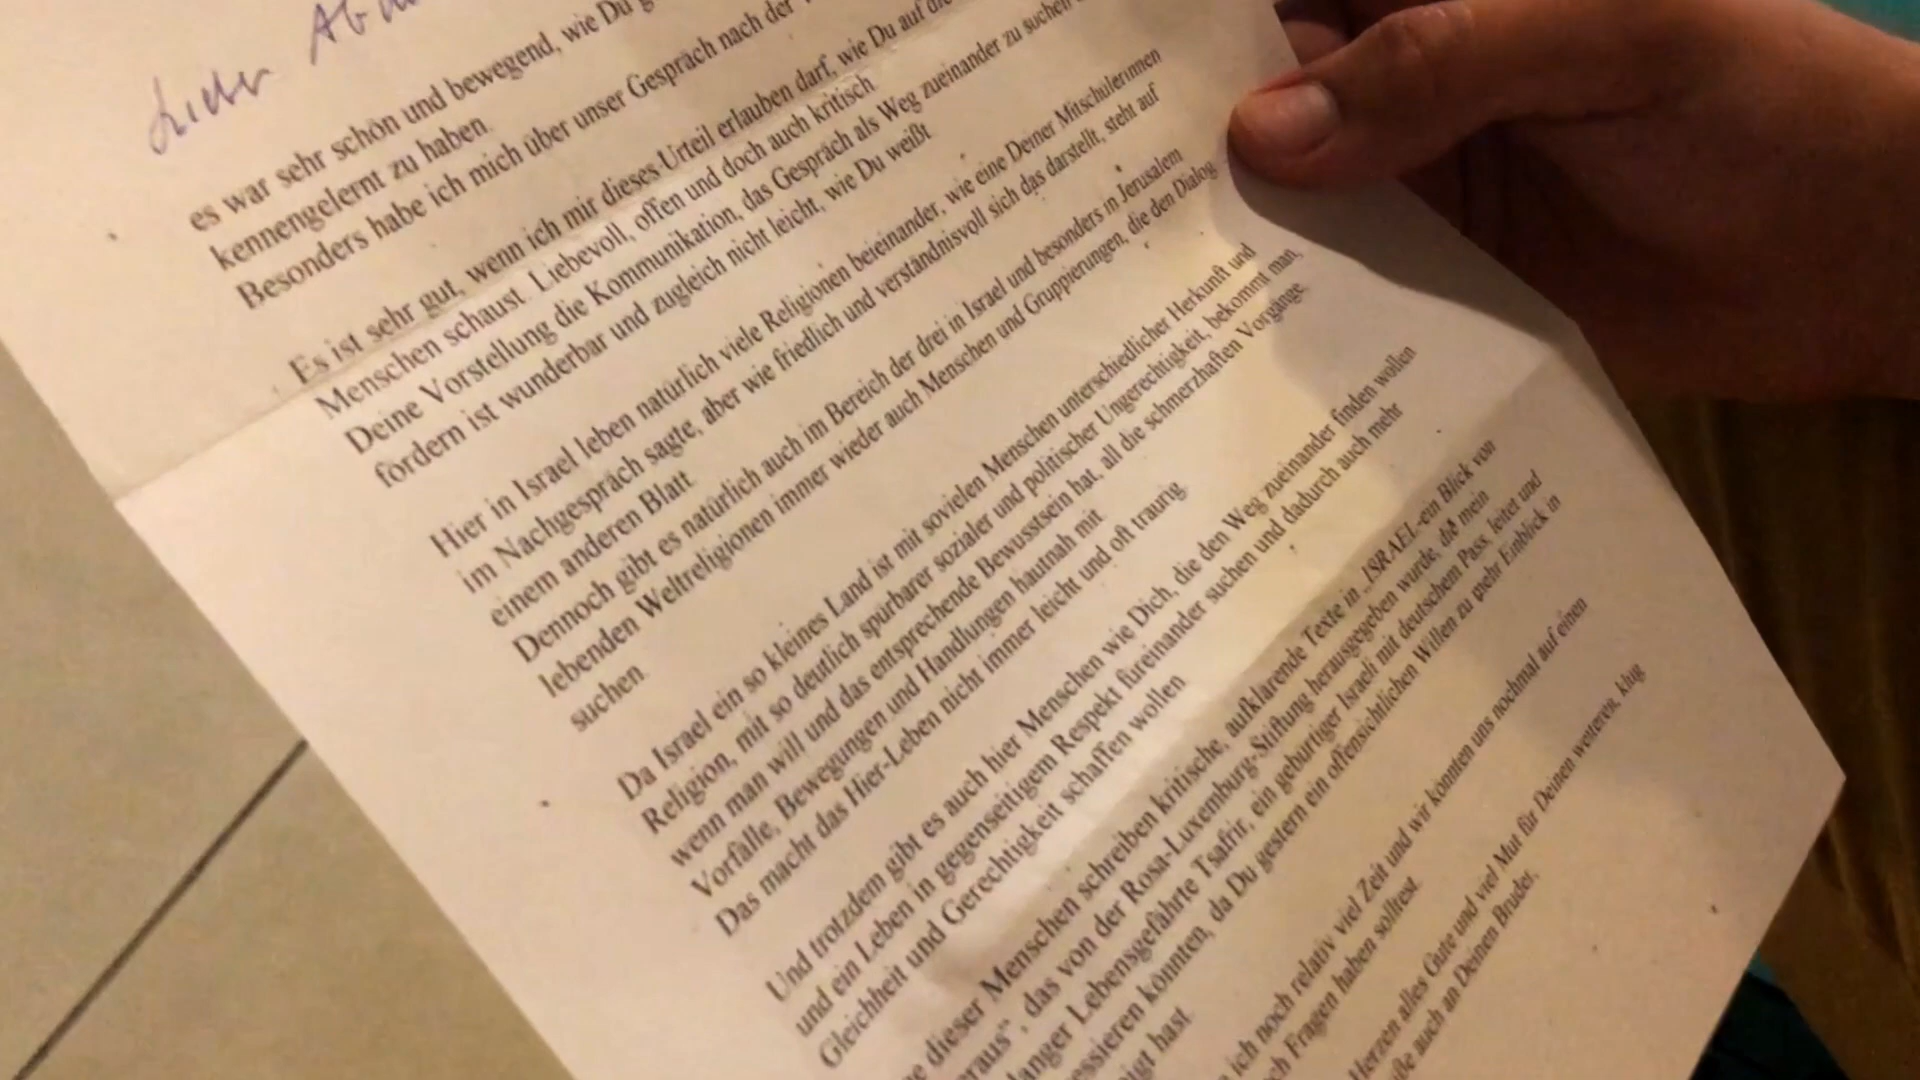 Lieber
es war sehr schön und bewegend, wie Du
kennengelernt zu haben.
Besonders habe ich mich über unser Gespräch nach der
Es ist sehr gut, wenn ich mir dieses Urteil erlauben darf, wie Du auf die
Menschen schaust. Liebevoll, offen und doch auch kritisch.
Deine Vorstellung die Kommunikation, das Gespräch als Weg zueinander zu suchen
fordern ist wunderbar und zugleich nicht leicht, wie Du weißt
Hier in Israel leben natürlich viele Religionen beieinander, wie eine Deiner Mitschülerinnen
im Nachgespräch sagte, aber wie friedlich und verständnisvoll sich das darstellt, steht auf
einem anderen Blatt.
Dennoch gibt es natürlich auch im Bereich der drei in Israel und besonders in Jerusalem
lebenden Weltreligionen immer wieder auch Menschen und Gruppierungen, die den Dialog
suchen.
Da Israel ein so kleines Land ist mit sovielen Menschen unterschiedlicher Herkunft und
Religion, mit so deutlich spürbarer sozialer und politischer Ungerechtigkeit, bekommt man,
wenn man will und das entsprechende Bewusstsein hat, all die schmerzhaften Vorgänge,
Vorfälle, Bewegungen und Handlungen hautnah mit
Das macht das Hier-Leben nicht immer leicht und oft traurig.
Und trotzdem gibt es auch hier Menschen wie Dich, die den Weg zueinander finden wollen
und ein Leben in gegenseitigem Respekt füreinander suchen und dadurch auch mehr
Gleichheit und Gerechtigkeit schaffen wollen
dieser Menschen schreiben kritische, aufklärende Texte in „ISRAEL-ein Blick von
eraus“, das von der Rosa-Luxemburg-Stiftung herausgegeben wurde, die mein
langer Lebensgefährte Tsafrir, ein gebürtiger Israeli mit deutschem Pass, leitet und
essieren könnten, da Du gestern ein offensichtlichen Willen zu mehr Einblick in
eigt hast.
ich noch relativ viel Zeit und wir könnten uns nochmal auf einen
ch Fragen haben solltest.
Herzen alles Gute und viel Mut für Deinen weiteren, klug
auch an Deinen Bruder,